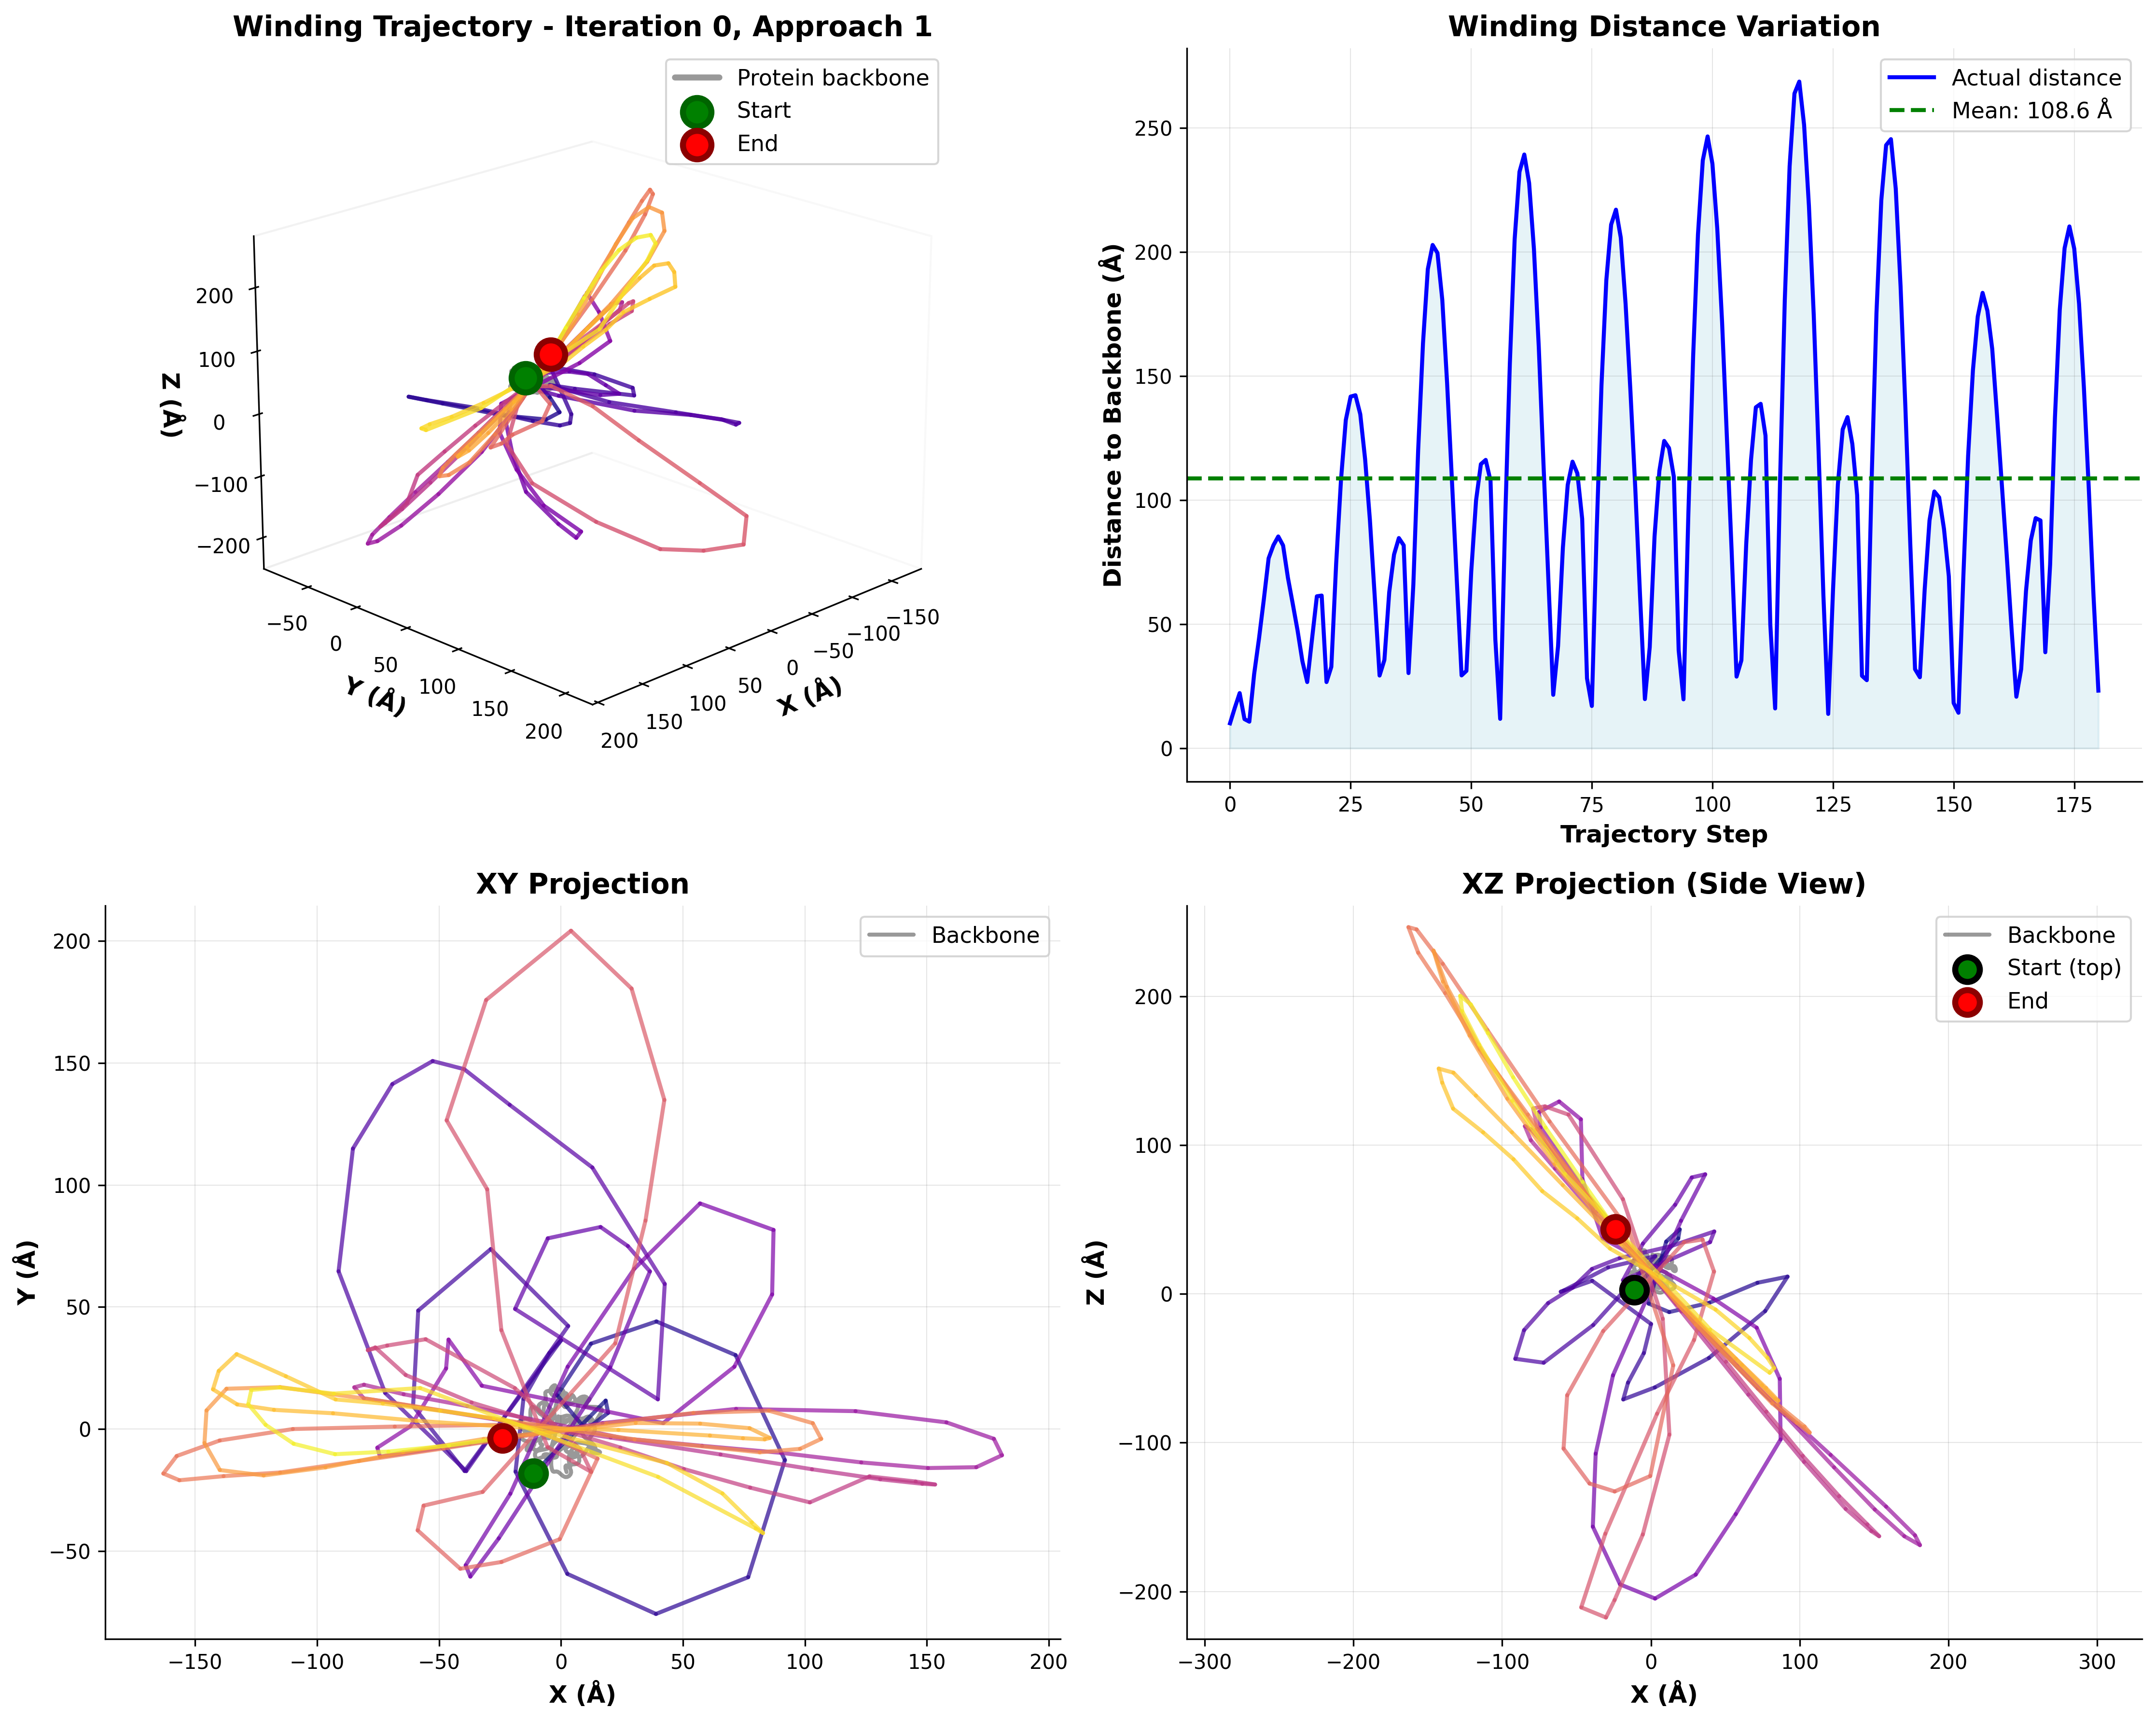 Winding Trajectory - Iteration 0, Approach 1
Protein backbone
Start
End
Z (Å)
200
100
0
−100
−200
−50
0
50
100
150
200
Y (Å)
200
150
100
50
0
−50
−100
−150
X (Å)
Winding Distance Variation
Actual distance
Mean: 108.6 Å
Distance to Backbone (Å)
250
200
150
100
50
0
0 25 50 75 100 125 150 175
Trajectory Step
XY Projection
Backbone
Y (Å)
200
150
100
50
0
−50
−150 −100 −50 0 50 100 150 200
X (Å)
XZ Projection (Side View)
Backbone
Start (top)
End
Z (Å)
200
100
0
−100
−200
−300 −200 −100 0 100 200 300
X (Å)